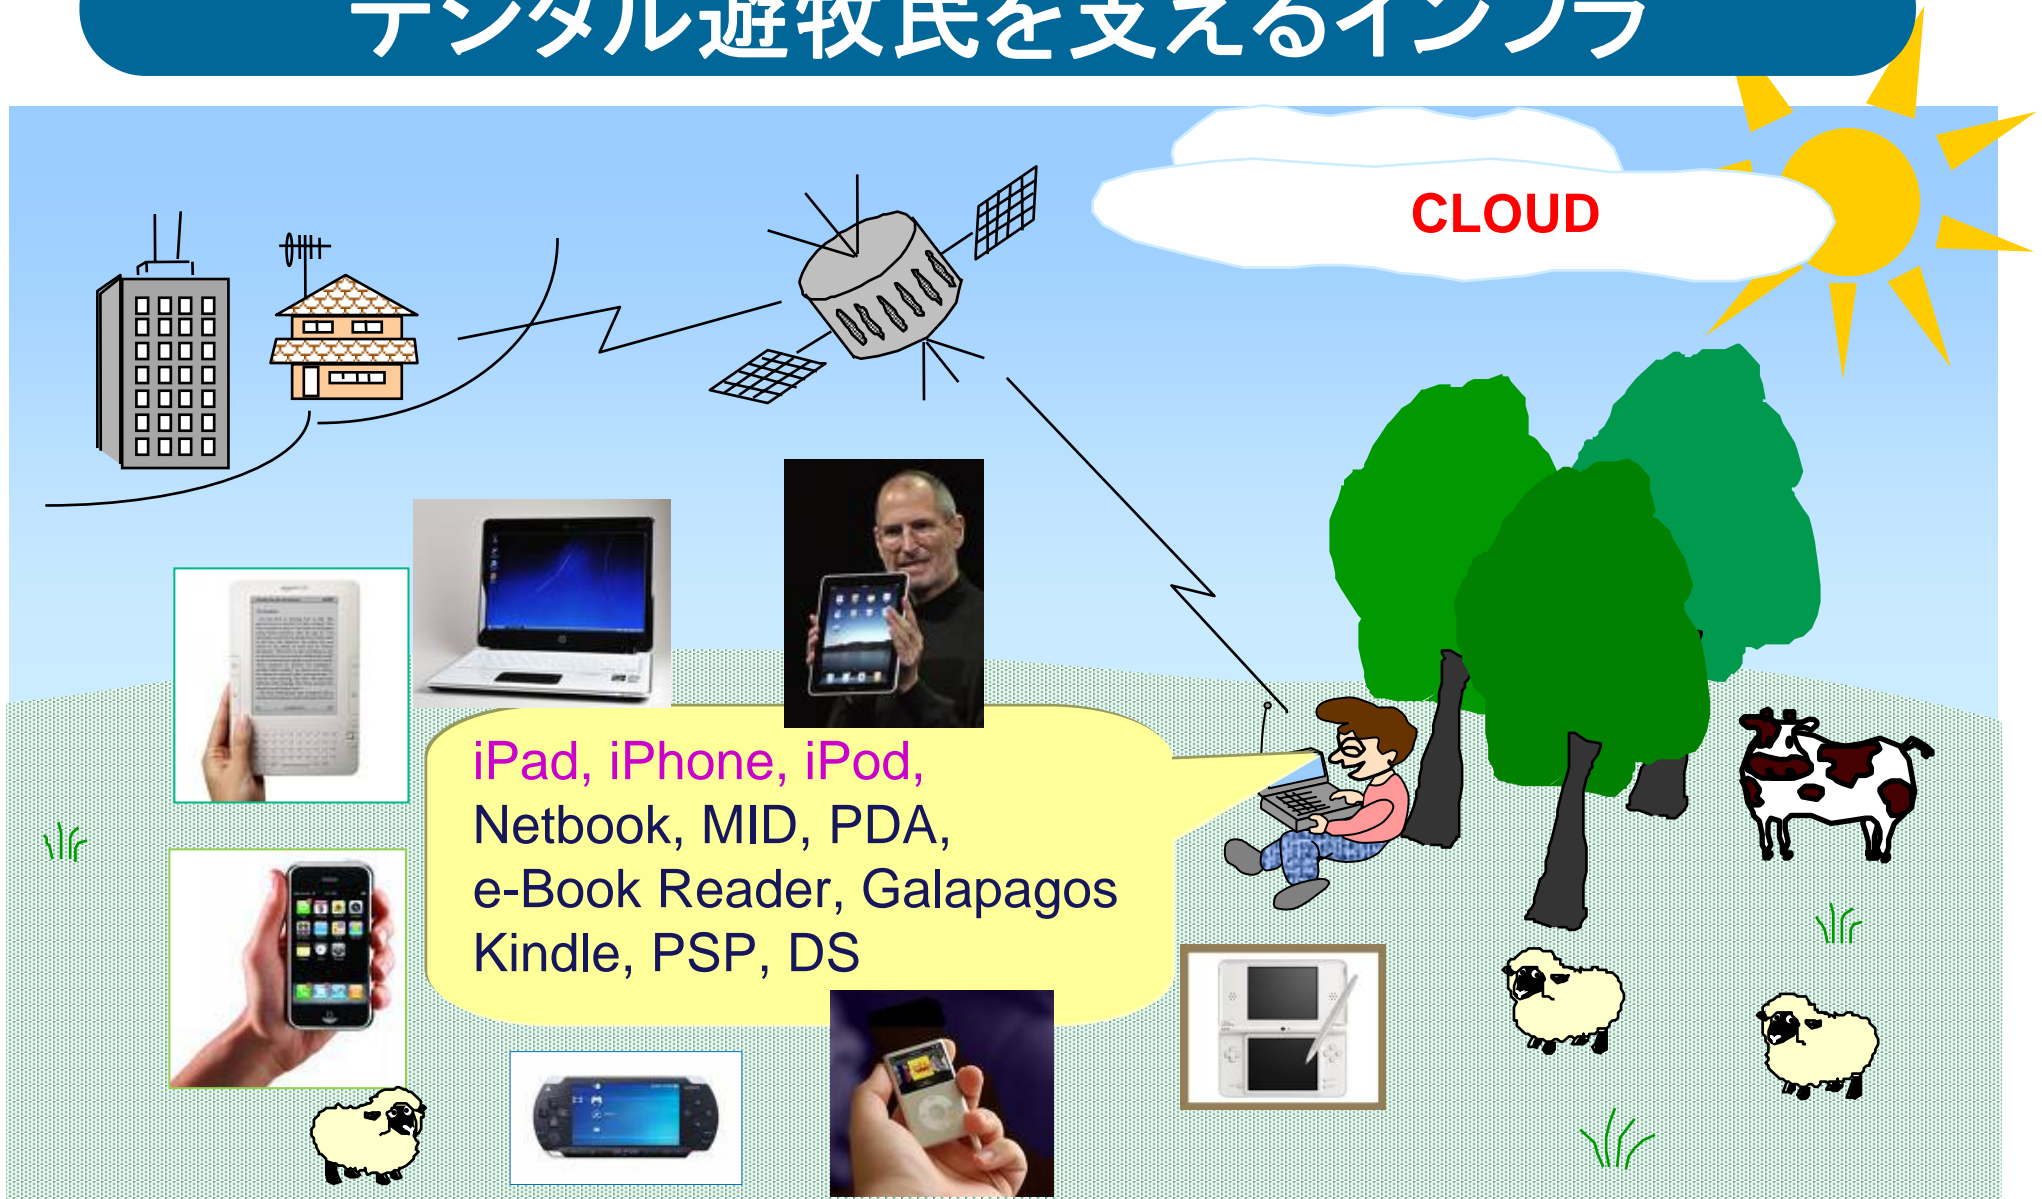 デジタル遊牧民を支えるインフラ
CLOUD
iPad, iPhone, iPod,
Netbook, MID, PDA,
e-Book Reader, Galapagos
Kindle, PSP, DS